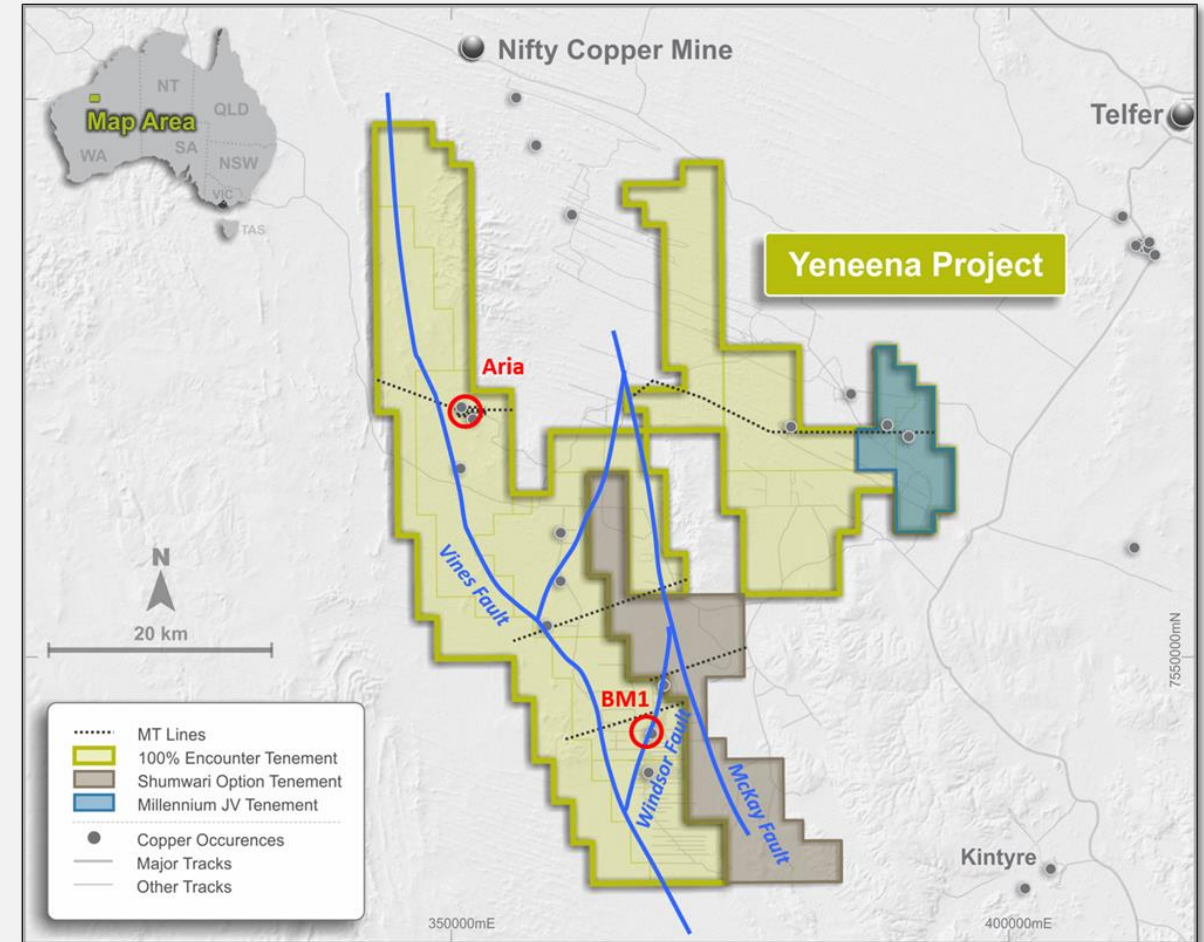 Nifty Copper Mine
Telfer
NT
QLD
Map Area
WA
SA
NSW
VIC
TAS
Yeneena Project
Aria
N
20 km
Vines Fault
BM1
Windsor Fault
McKay Fault
7550000mN
MT Lines
100% Encounter Tenement
Shumwari Option Tenement
Millennium JV Tenement
Copper Occurences
Major Tracks
Other Tracks
Kintyre
350000mE
400000mE